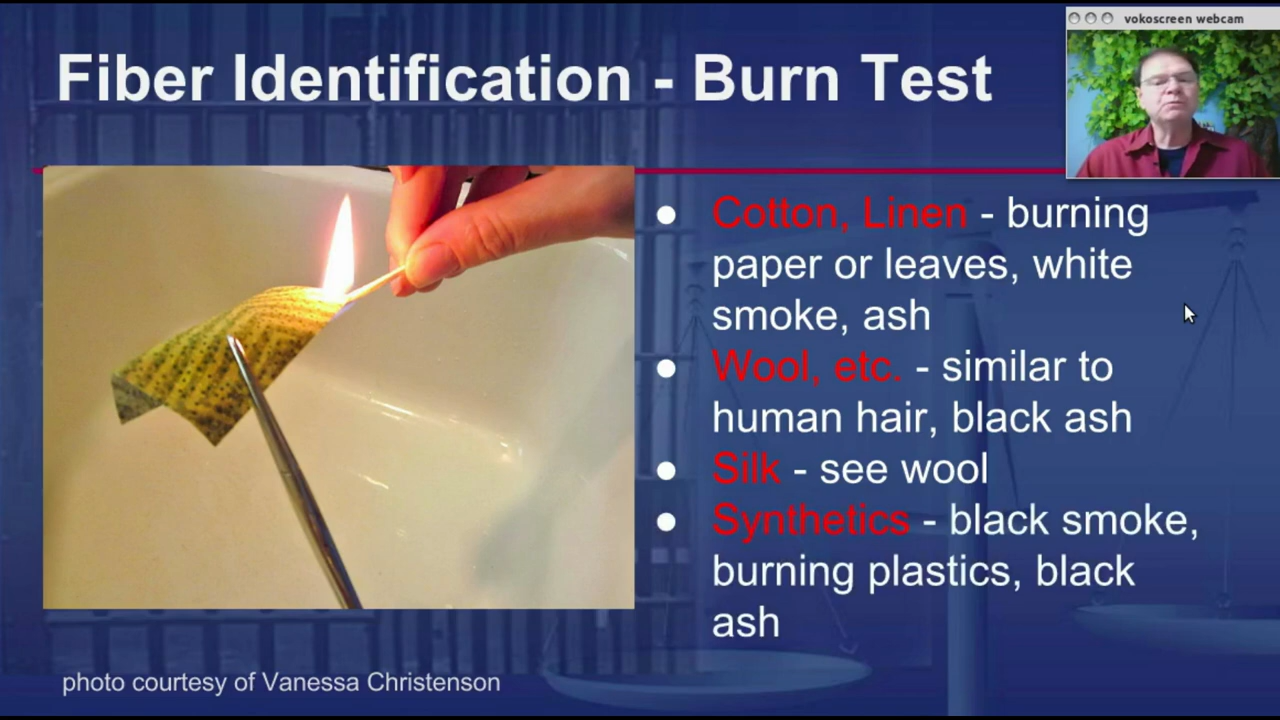 vokoscreen webcam
Fiber Identification - Burn Test
● Cotton, Linen - burning
paper or leaves, white
smoke, ash
● Wool, etc. - similar to
human hair, black ash
● Silk - see wool
● Synthetics - black smoke,
burning plastics, black
ash
photo courtesy of Vanessa Christenson